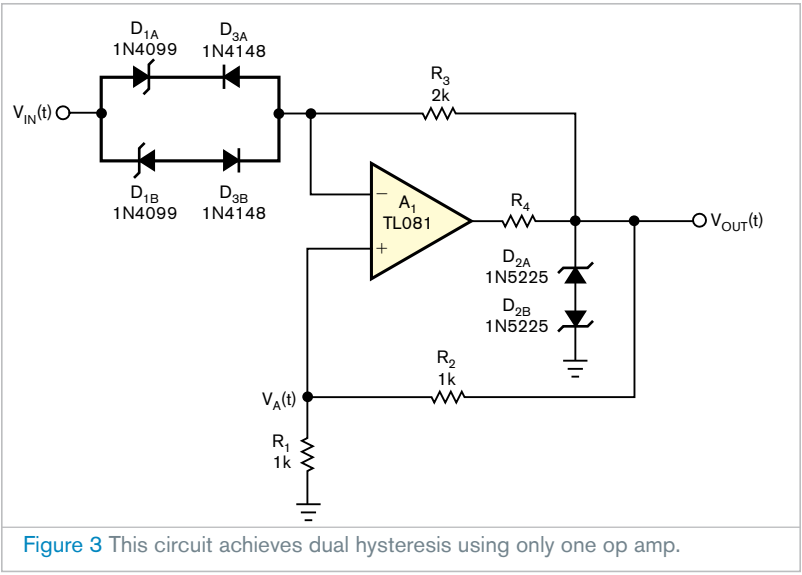 D1A
1N4099
D3A
1N4148
VIN(t)
D1B
1N4099
D3B
1N4148
R3
2k
−
A1
TL081
+
R4
VOUT(t)
D2A
1N5225
D2B
1N5225
R2
1k
VA(t)
R1
1k
Figure 3 This circuit achieves dual hysteresis using only one op amp.